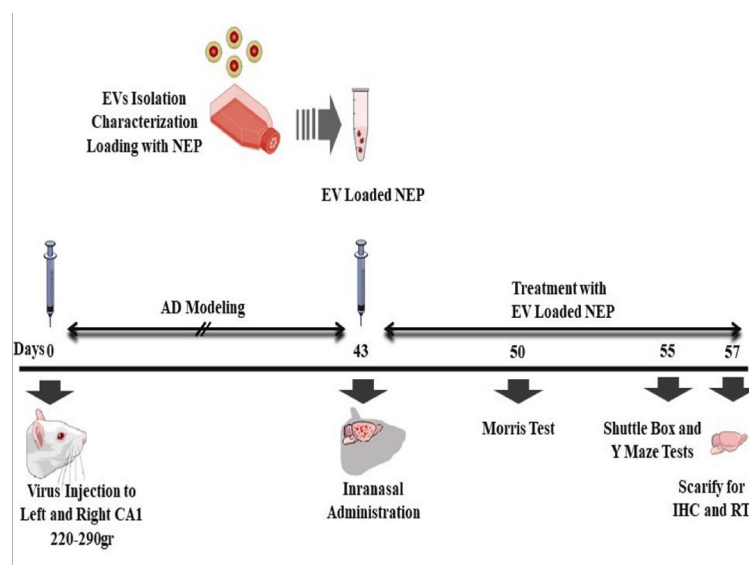 EVs Isolation
Characterization
Loading with NEP
EV Loaded NEP
AD Modeling
Treatment with
EV Loaded NEP
Days 0 43 50 55 57
Virus Injection to
Left and Right CA1
220-290gr
Inranasal
Administration
Morris Test
Shuttle Box and
Y Maze Tests
Scarify for
IHC and RT